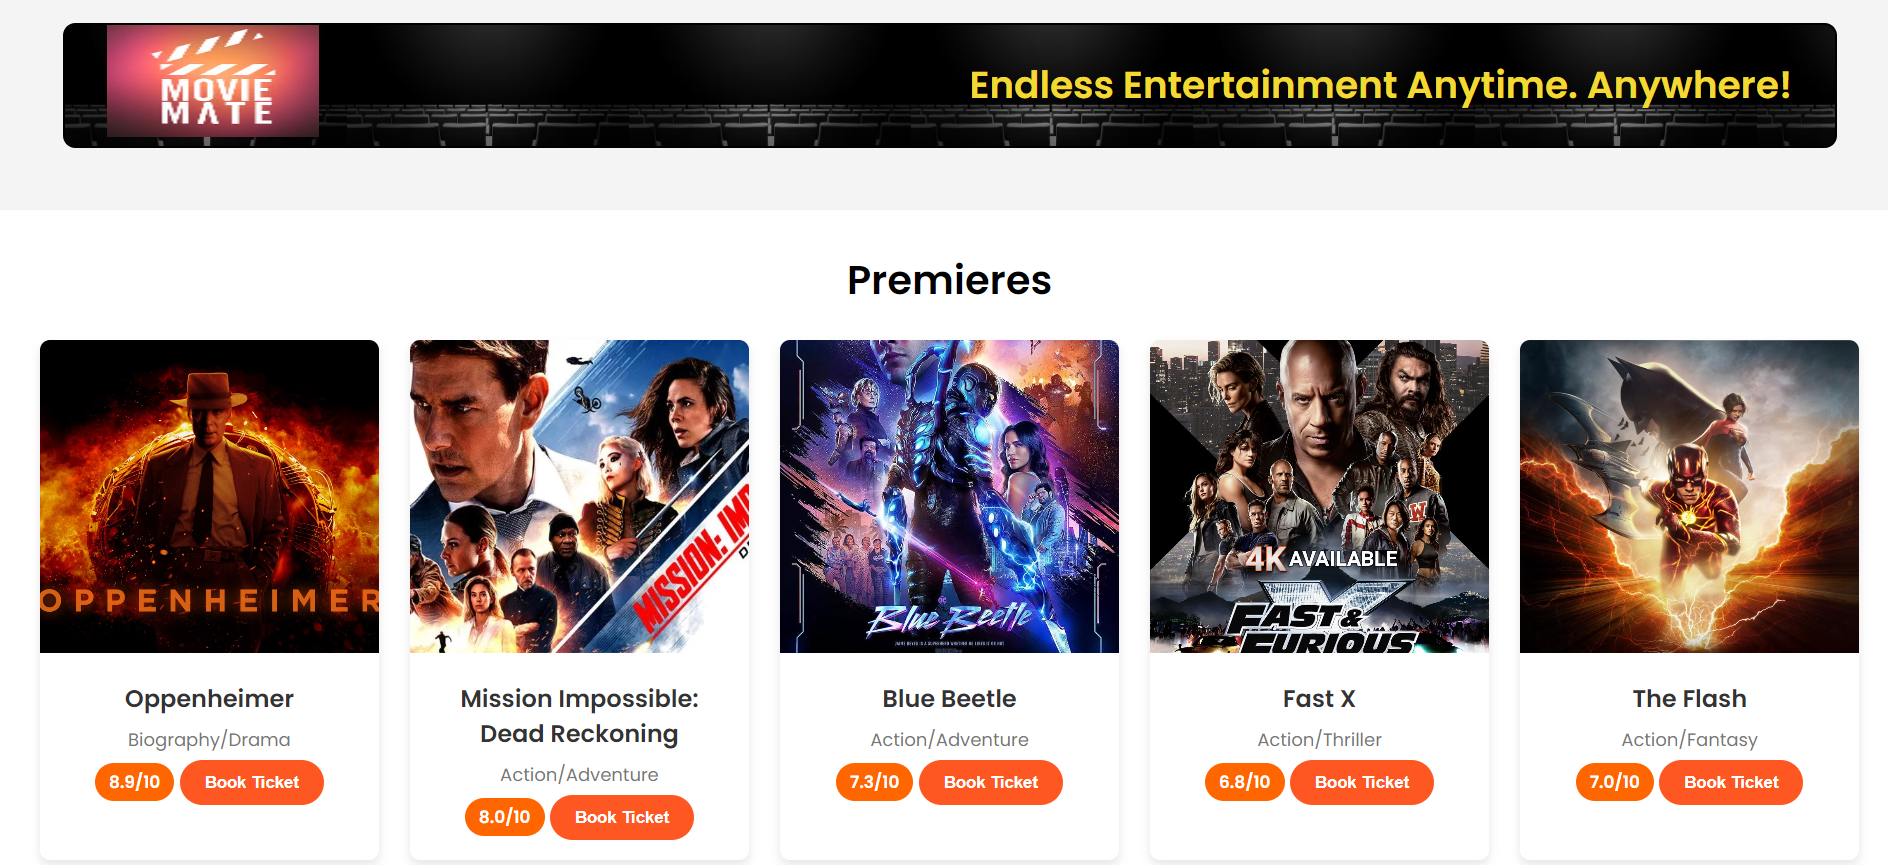 MOVIE
MATE
Endless Entertainment Anytime. Anywhere!
Premieres
OPPENHEIMER
MISSION: IMP
Blue Beetle
W
4K AVAILABLE
FAST &
FURIOUS
Oppenheimer
Biography/Drama
8.9/10 Book Ticket
Mission Impossible:
Dead Reckoning
Action/Adventure
8.0/10 Book Ticket
Blue Beetle
Action/Adventure
7.3/10 Book Ticket
Fast X
Action/Thriller
6.8/10 Book Ticket
The Flash
Action/Fantasy
7.0/10 Book Ticket